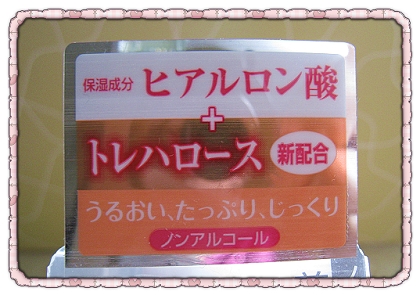 保湿成分 ヒアルロン酸
+
トレハロース 新配合
うるおい、たっぷり、じっくり
ノンアルコール